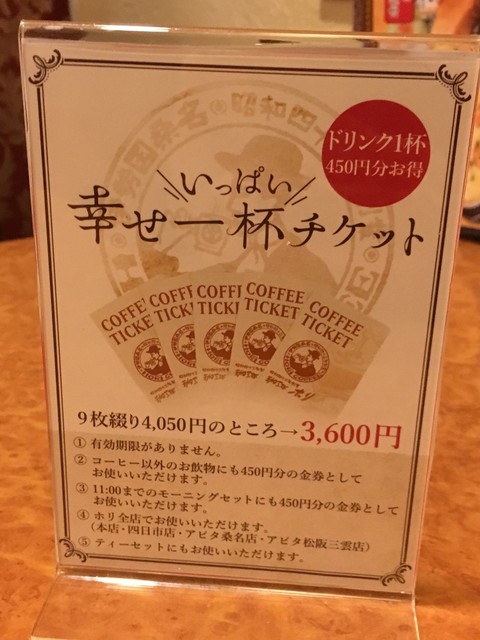 ドリンク1杯
450円分お得
いっぱい
幸せ一杯チケット
COFFEE TICKET
9枚綴り4,050円のところ→3,600円
① 有効期限がありません。
② コーヒー以外のお飲物にも450円分の金券として
お使いいただけます。
③ 11:00までのモーニングセットにも450円分の金券として
お使いいただけます。
④ ホリ全店でお使いいただけます。
(本店・四日市店・アピタ桑名店・アピタ松阪三雲店)
⑤ ティーセットにもお使いいただけます。